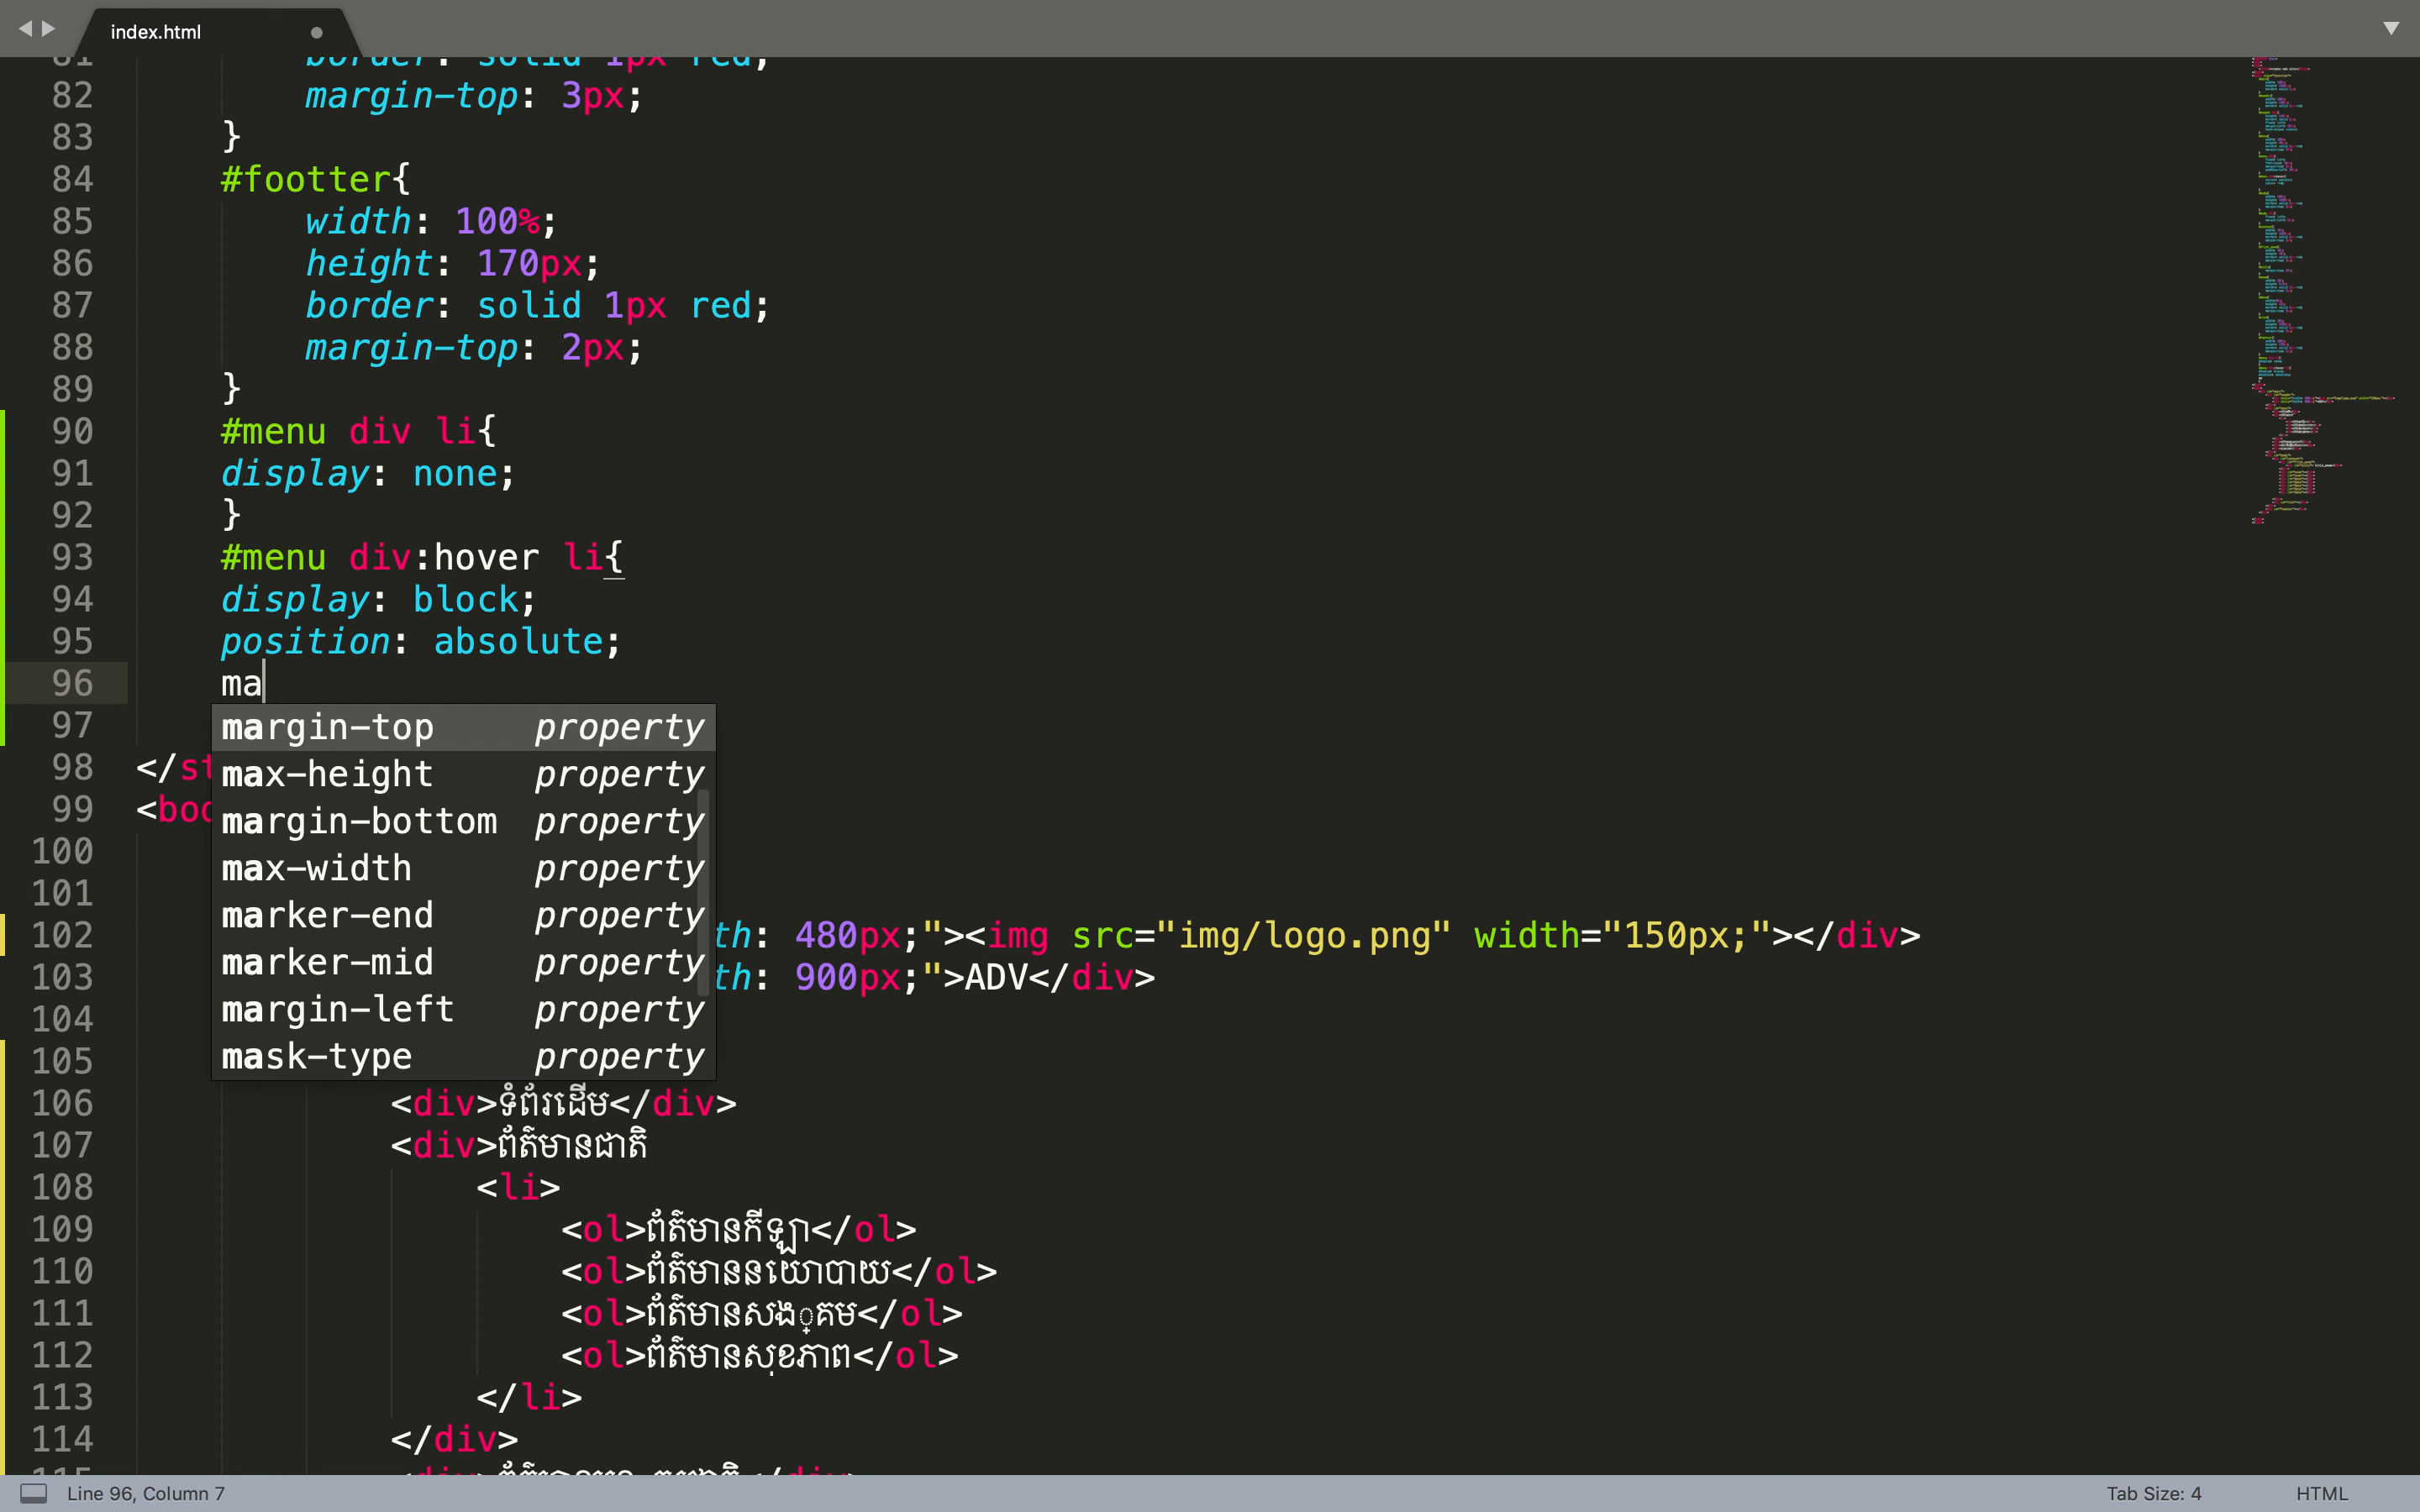 index.html
81 border: solid 1px red;
82 margin-top: 3px;
83 }
84 #footter{
85 width: 100%;
86 height: 170px;
87 border: solid 1px red;
88 margin-top: 2px;
89 }
90 #menu div li{
91 display: none;
92 }
93 #menu div:hover li{
94 display: block;
95 position: absolute;
96 ma
margin-top property
97
max-height property
98 </st
margin-bottom property
99 <bod
max-width property
100
101
marker-end property
102 th: 480px;"><img src="img/logo.png" width="150px;"></div>
marker-mid property
103 th: 900px;">ADV</div>
margin-left property
104
mask-type property
105
106 <div>ទំព័រដើម</div>
107 <div>ព័ត៌មានជាតិ
108 <li>
109 <ol>ព័ត៌មានកីឡា</ol>
110 <ol>ព័ត៌មាននយោបាយ</ol>
111 <ol>ព័ត៌មានសង្គម</ol>
112 <ol>ព័ត៌មានសុខភាព</ol>
113 </li>
114 </div>
Line 96, Column 7
Tab Size: 4
HTML